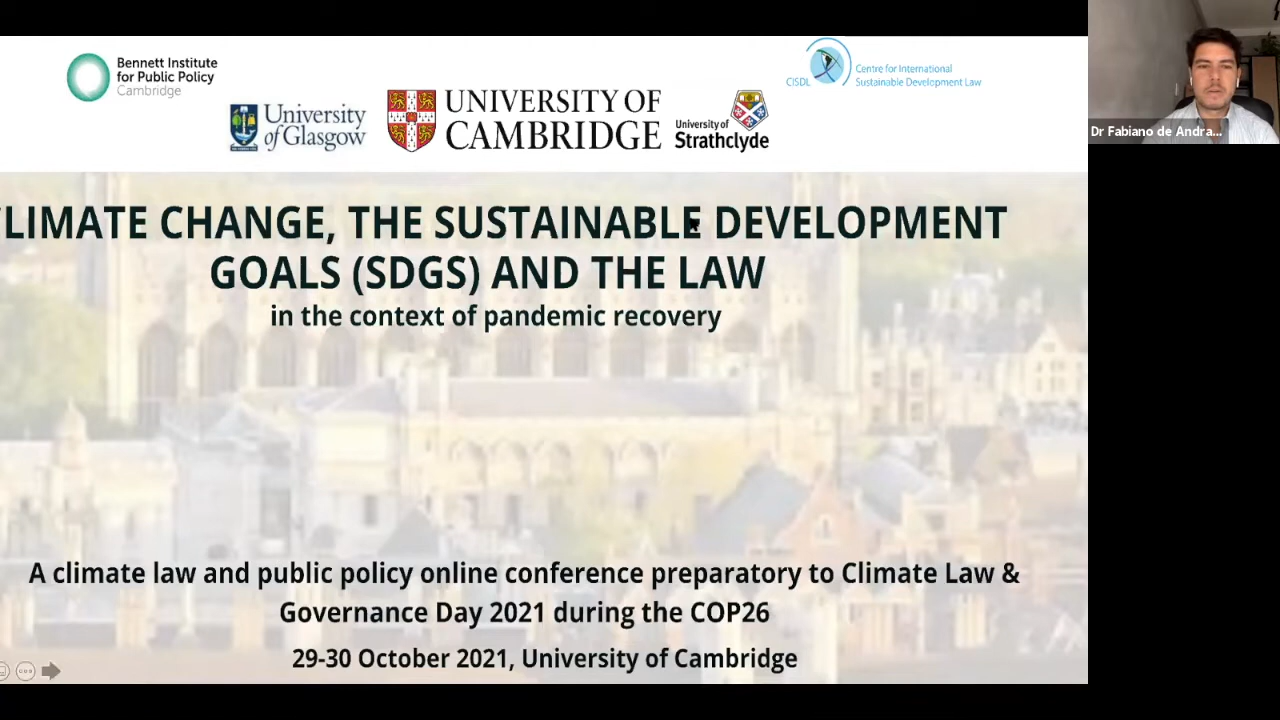 Bennett Institute
for Public Policy
Cambridge
University
of Glasgow
UNIVERSITY OF
CAMBRIDGE
University of
Strathclyde
CISDL
Centre for International
Sustainable Development Law
Dr Fabiano de Andra...
LIMATE CHANGE, THE SUSTAINABLE DEVELOPMENT
GOALS (SDGS) AND THE LAW
in the context of pandemic recovery
A climate law and public policy online conference preparatory to Climate Law &
Governance Day 2021 during the COP26
29-30 October 2021, University of Cambridge